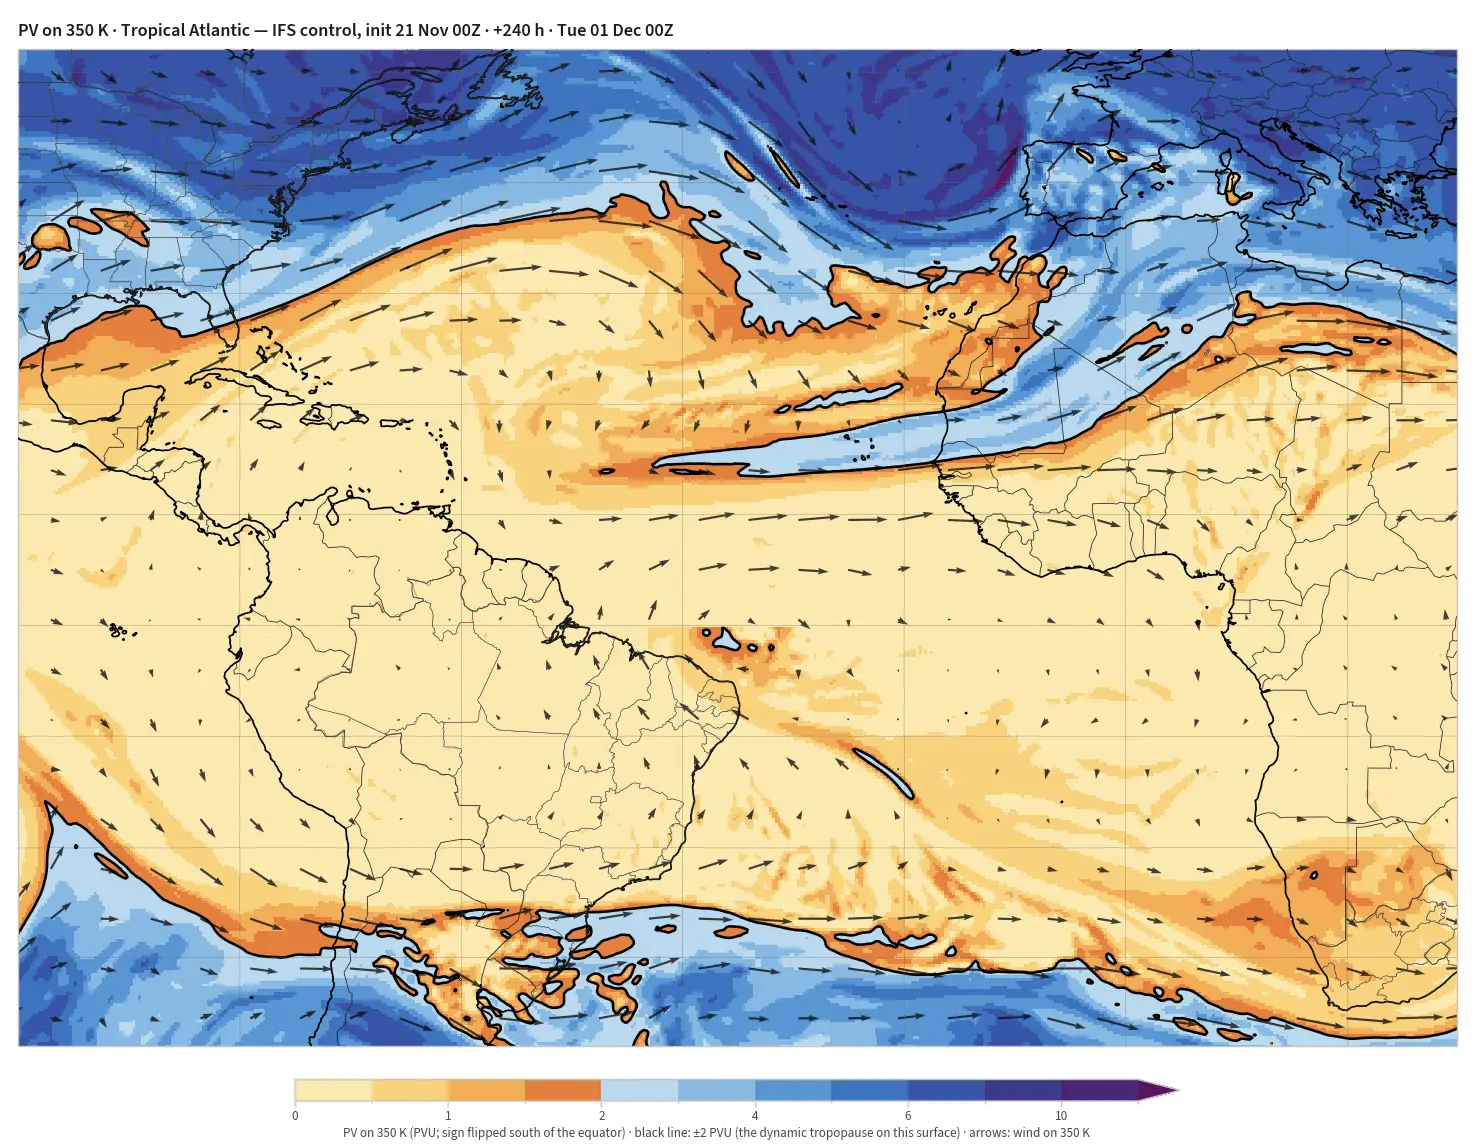 PV on 350 K · Tropical Atlantic — IFS control, init 21 Nov 00Z · +240 h · Tue 01 Dec 00Z
0 1 2 4 6 10
PV on 350 K (PVU; sign flipped south of the equator) · black line: ±2 PVU (the dynamic tropopause on this surface) · arrows: wind on 350 K